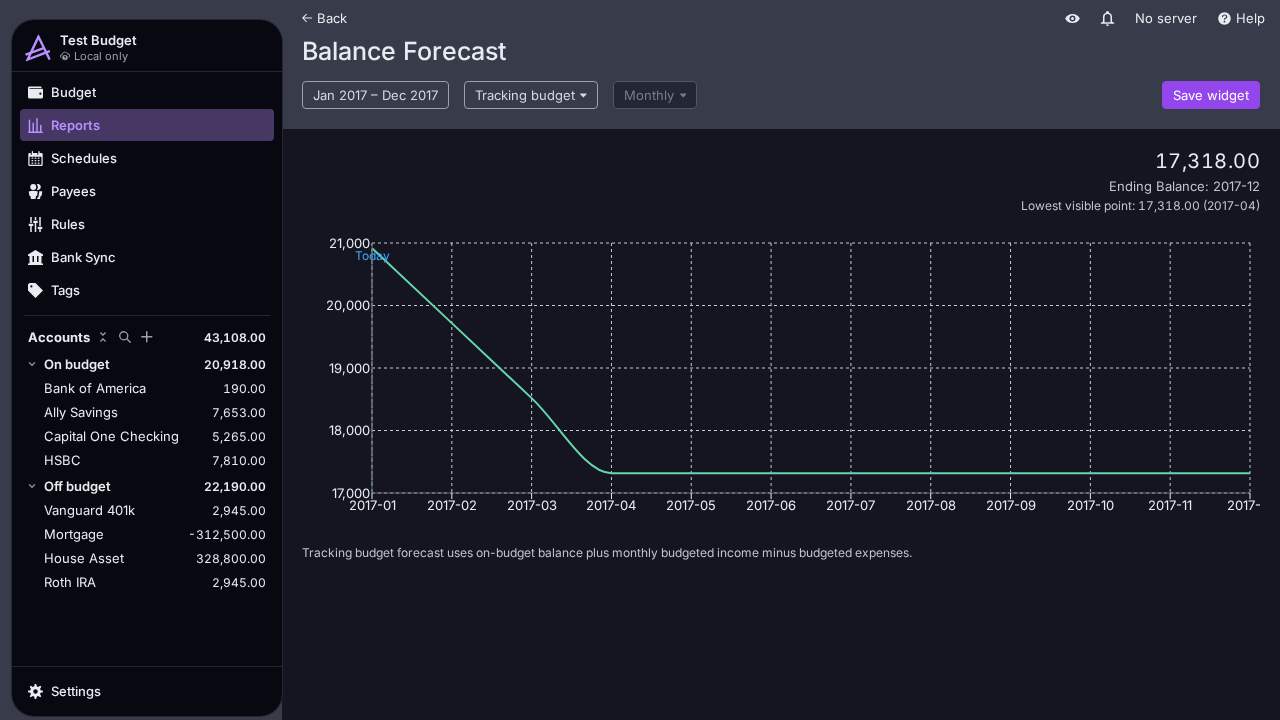 Test Budget
Local only
Budget
Reports
Schedules
Payees
Rules
Bank Sync
Tags
Accounts 43,108.00
On budget 20,918.00
Bank of America 190.00
Ally Savings 7,653.00
Capital One Checking 5,265.00
HSBC 7,810.00
Off budget 22,190.00
Vanguard 401k 2,945.00
Mortgage -312,500.00
House Asset 328,800.00
Roth IRA 2,945.00
Settings
Back No server Help
Balance Forecast
Jan 2017 – Dec 2017 Tracking budget Monthly Save widget
17,318.00
Ending Balance: 2017-12
Lowest visible point: 17,318.00 (2017-04)
21,000
Today
20,000
19,000
18,000
17,000
2017-01 2017-02 2017-03 2017-04 2017-05 2017-06 2017-07 2017-08 2017-09 2017-10 2017-11 2017-
Tracking budget forecast uses on-budget balance plus monthly budgeted income minus budgeted expenses.